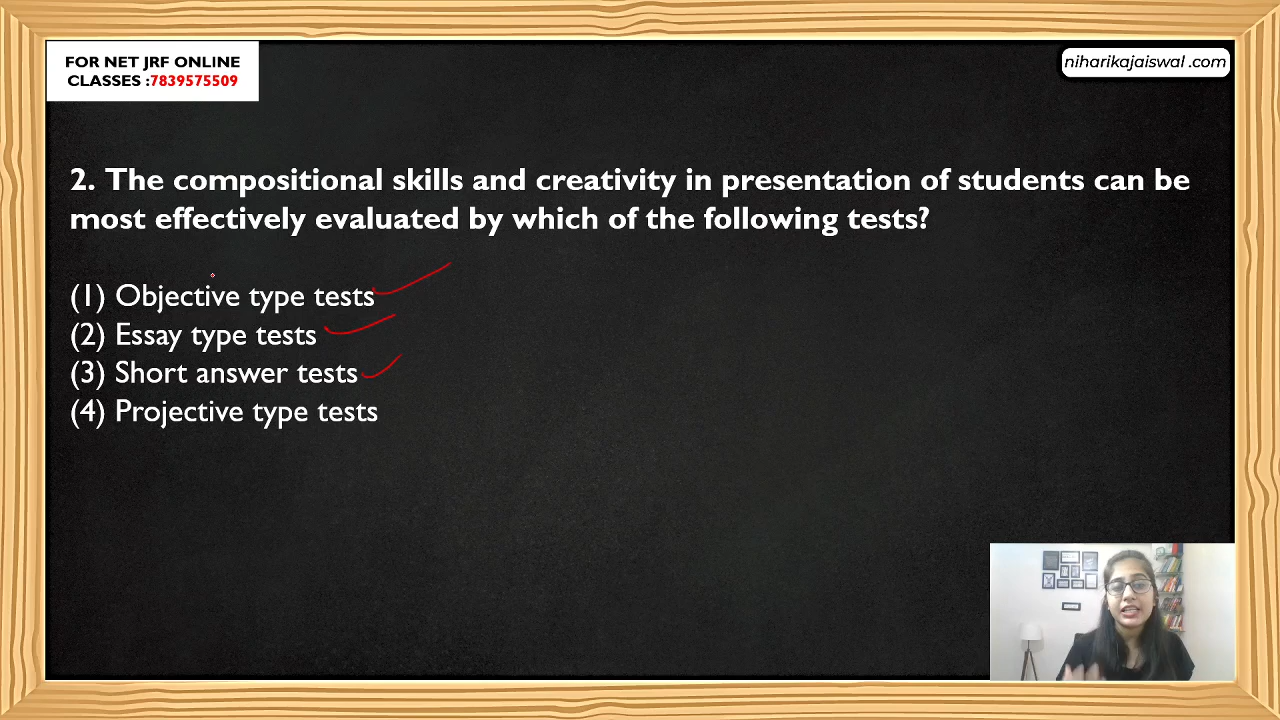 FOR NET JRF ONLINE
CLASSES :7839575509
niharikajaiswal .com
2. The compositional skills and creativity in presentation of students can be
most effectively evaluated by which of the following tests?
(1) Objective type tests
(2) Essay type tests
(3) Short answer tests
(4) Projective type tests